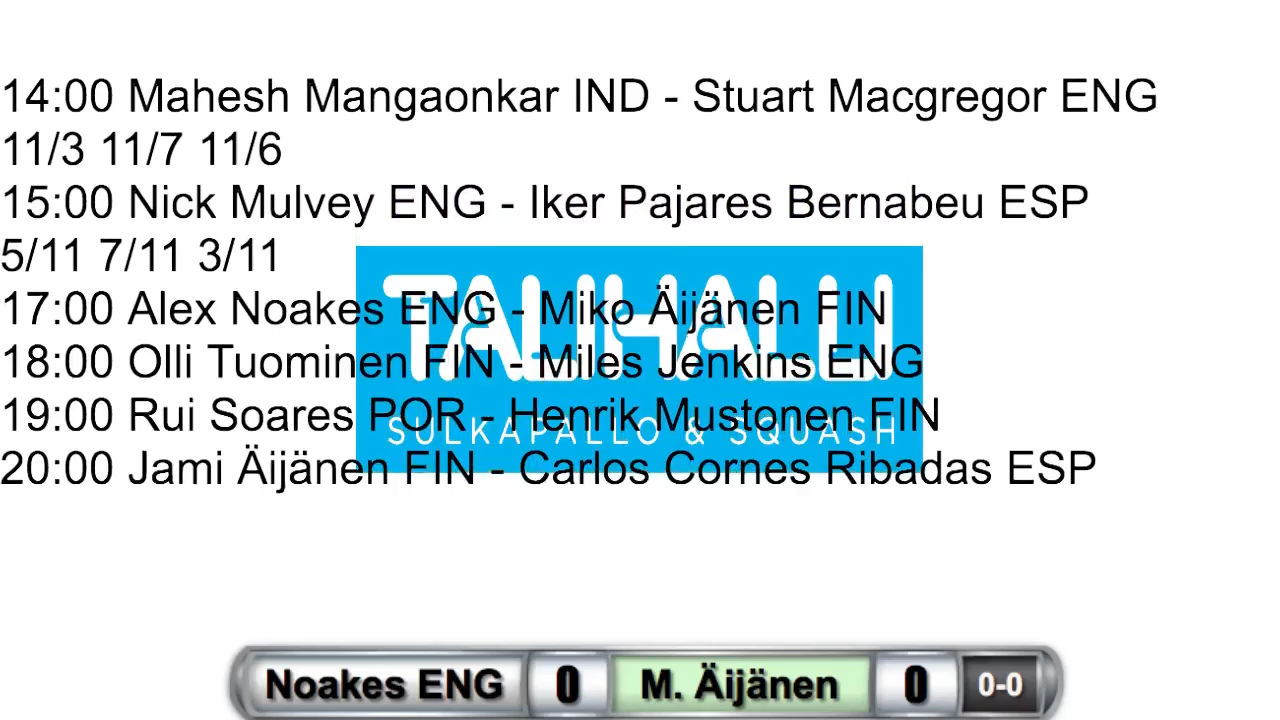 14:00 Mahesh Mangaonkar IND - Stuart Macgregor ENG
11/3 11/7 11/6
15:00 Nick Mulvey ENG - Iker Pajares Bernabeu ESP
5/11 7/11 3/11
17:00 Alex Noakes ENG - Miko Äijänen FIN
18:00 Olli Tuominen FIN - Miles Jenkins ENG
19:00 Rui Soares POR - Henrik Mustonen FIN
20:00 Jami Äijänen FIN - Carlos Cornes Ribadas ESP
TALIHALLI
SULKAPALLO & SQUASH
Noakes ENG 0 M. Äijänen 0 0-0